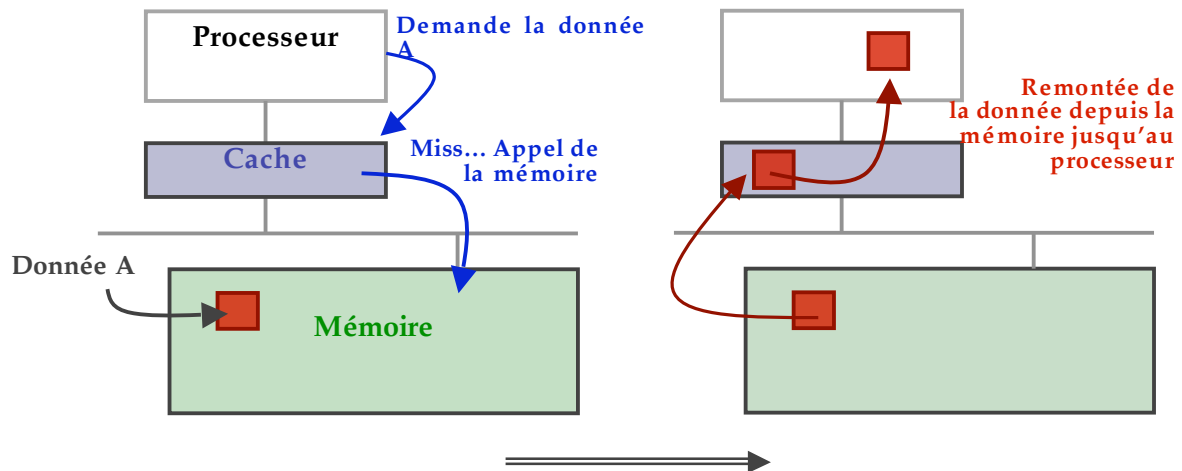 Processeur
Demande la donnée
A
Cache
Miss... Appel de
la mémoire
Donnée A
Mémoire
Remontée de
la donnée depuis la
mémoire jusqu'au
processeur